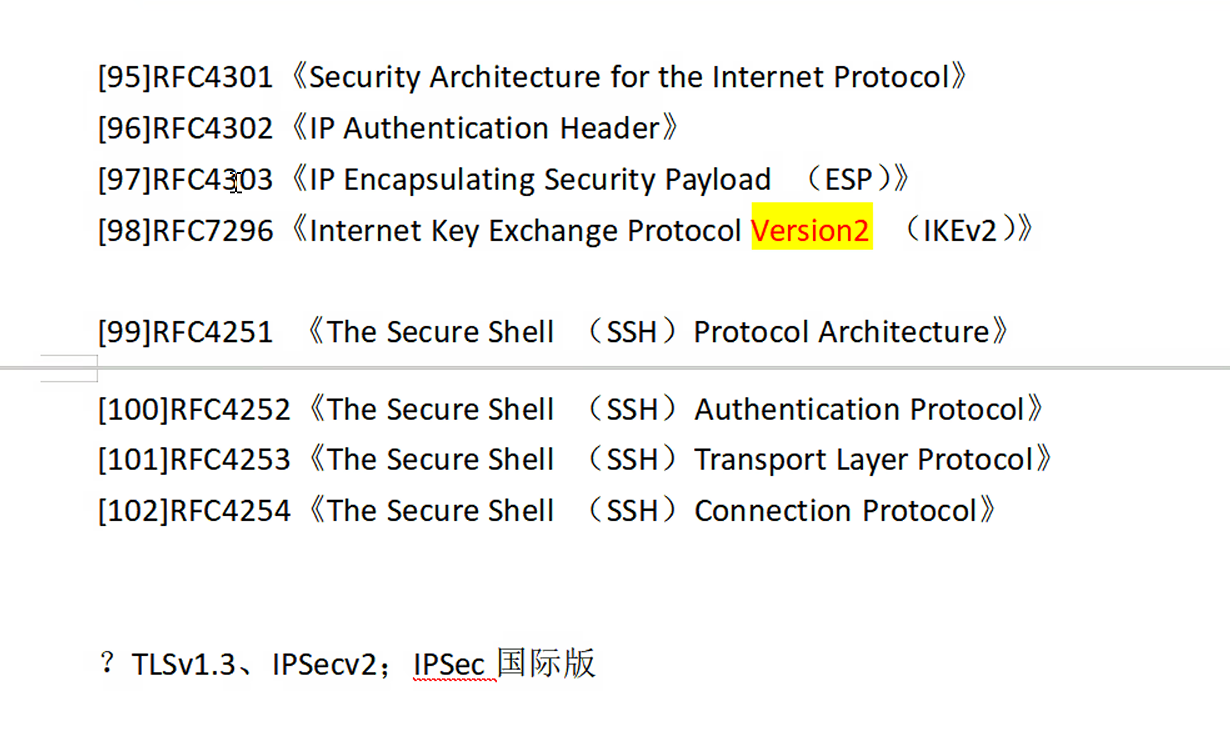 [95]RFC4301《Security Architecture for the Internet Protocol》
[96]RFC4302《IP Authentication Header》
[97]RFC4303《IP Encapsulating Security Payload （ESP）》
[98]RFC7296《Internet Key Exchange Protocol Version2 （IKEv2）》
[99]RFC4251 《The Secure Shell （SSH）Protocol Architecture》
[100]RFC4252《The Secure Shell （SSH）Authentication Protocol》
[101]RFC4253《The Secure Shell （SSH）Transport Layer Protocol》
[102]RFC4254《The Secure Shell （SSH）Connection Protocol》
？TLSv1.3、IPSecv2；IPSec 国际版